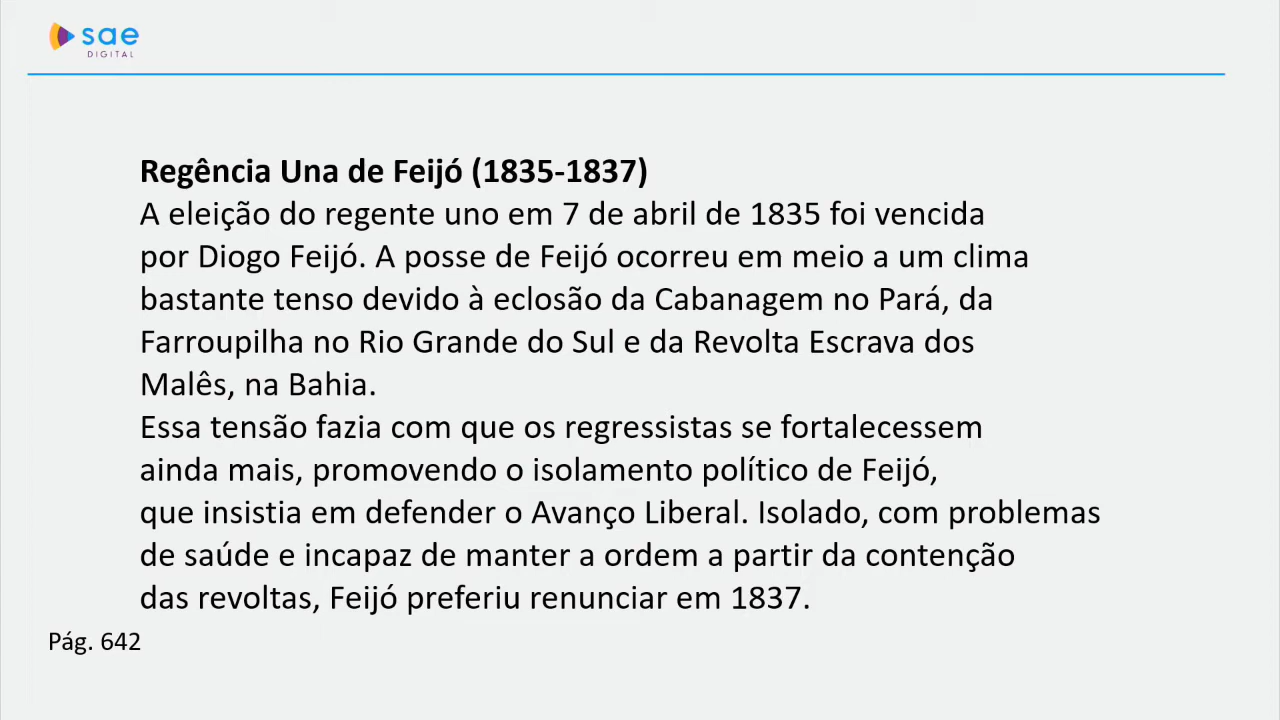 sae
DIGITAL
Regência Una de Feijó (1835-1837)
A eleição do regente uno em 7 de abril de 1835 foi vencida
por Diogo Feijó. A posse de Feijó ocorreu em meio a um clima
bastante tenso devido à eclosão da Cabanagem no Pará, da
Farroupilha no Rio Grande do Sul e da Revolta Escrava dos
Malês, na Bahia.
Essa tensão fazia com que os regressistas se fortalecessem
ainda mais, promovendo o isolamento político de Feijó,
que insistia em defender o Avanço Liberal. Isolado, com problemas
de saúde e incapaz de manter a ordem a partir da contenção
das revoltas, Feijó preferiu renunciar em 1837.
Pág. 642